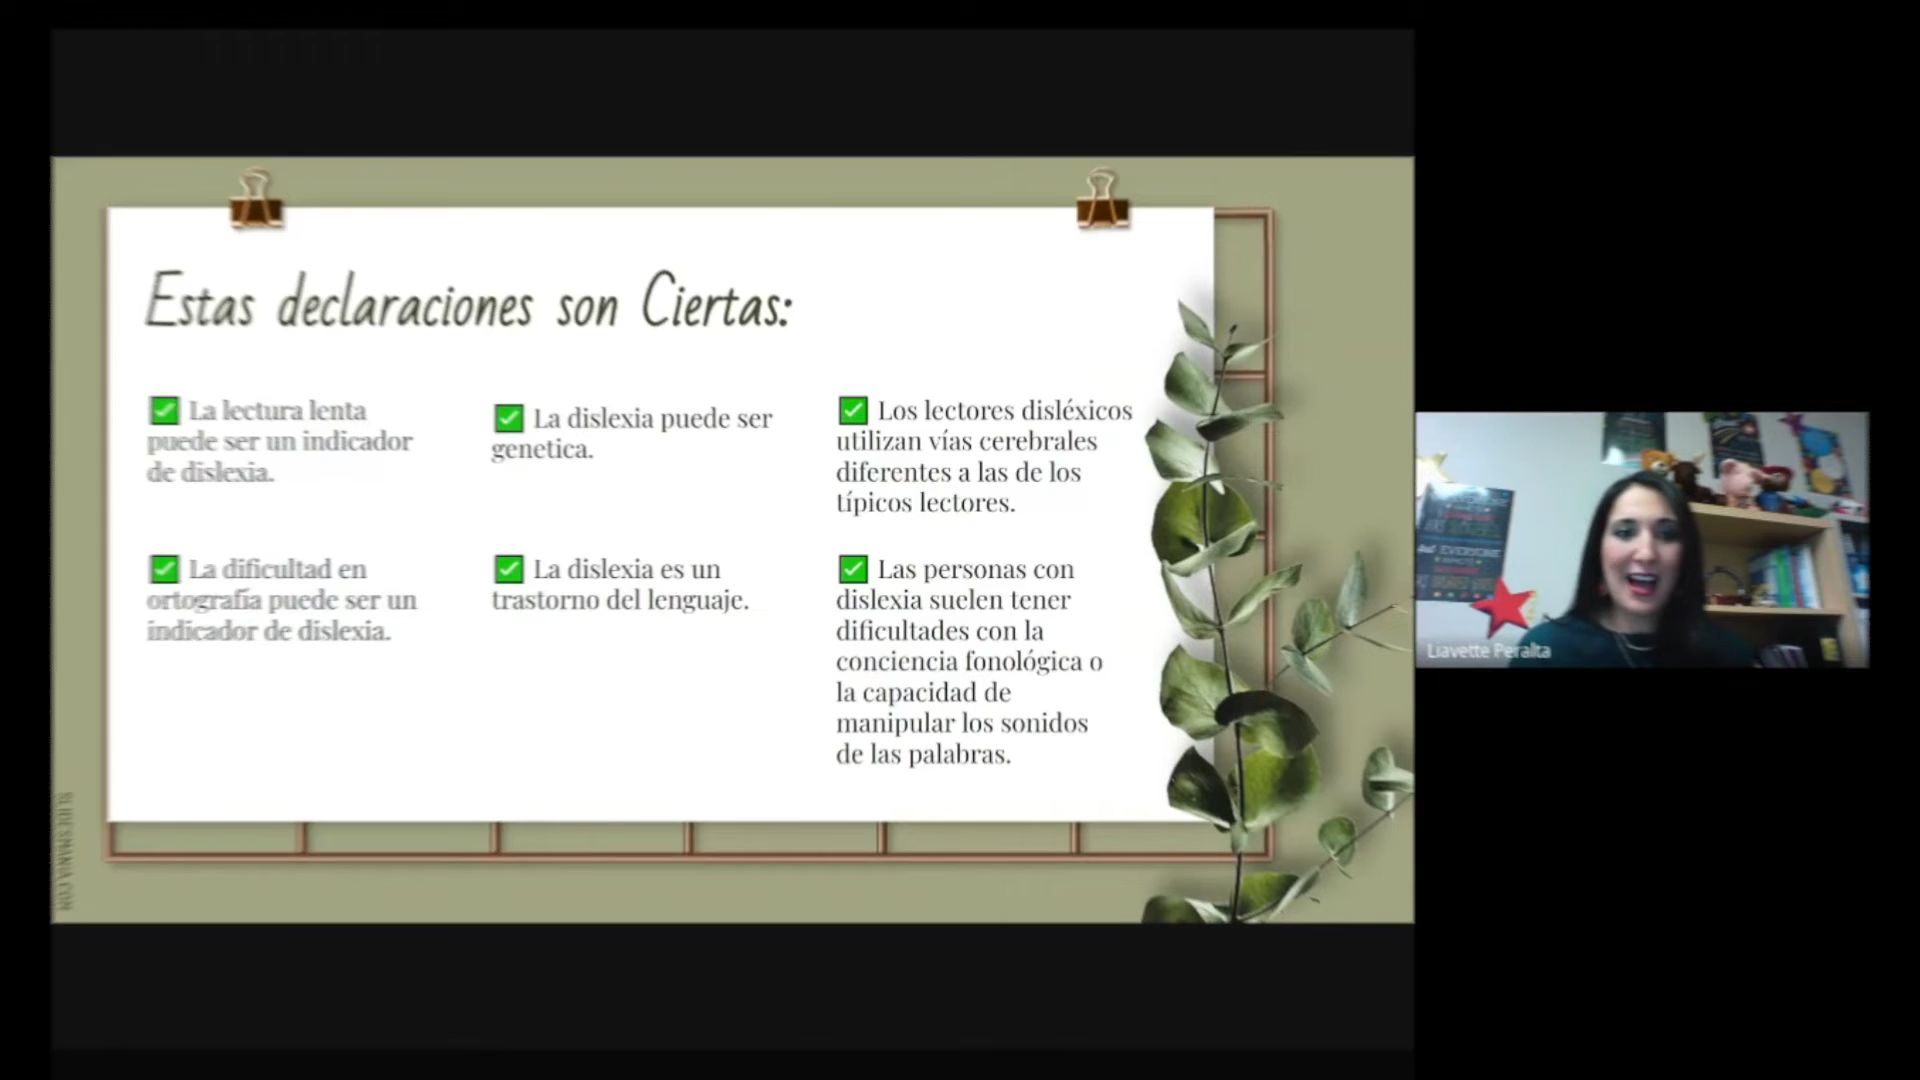 Estas declaraciones son Ciertas:
✅ La lectura lenta
puede ser un indicador
de dislexia.
✅ La dificultad en
ortografía puede ser un
indicador de dislexia.
✅ La dislexia puede ser
genetica.
✅ La dislexia es un
trastorno del lenguaje.
✅ Los lectores disléxicos
utilizan vías cerebrales
diferentes a las de los
típicos lectores.
✅ Las personas con
dislexia suelen tener
dificultades con la
conciencia fonológica o
la capacidad de
manipular los sonidos
de las palabras.
SLIDESMANIA.COM
EVERYONE
Liavette Peralta